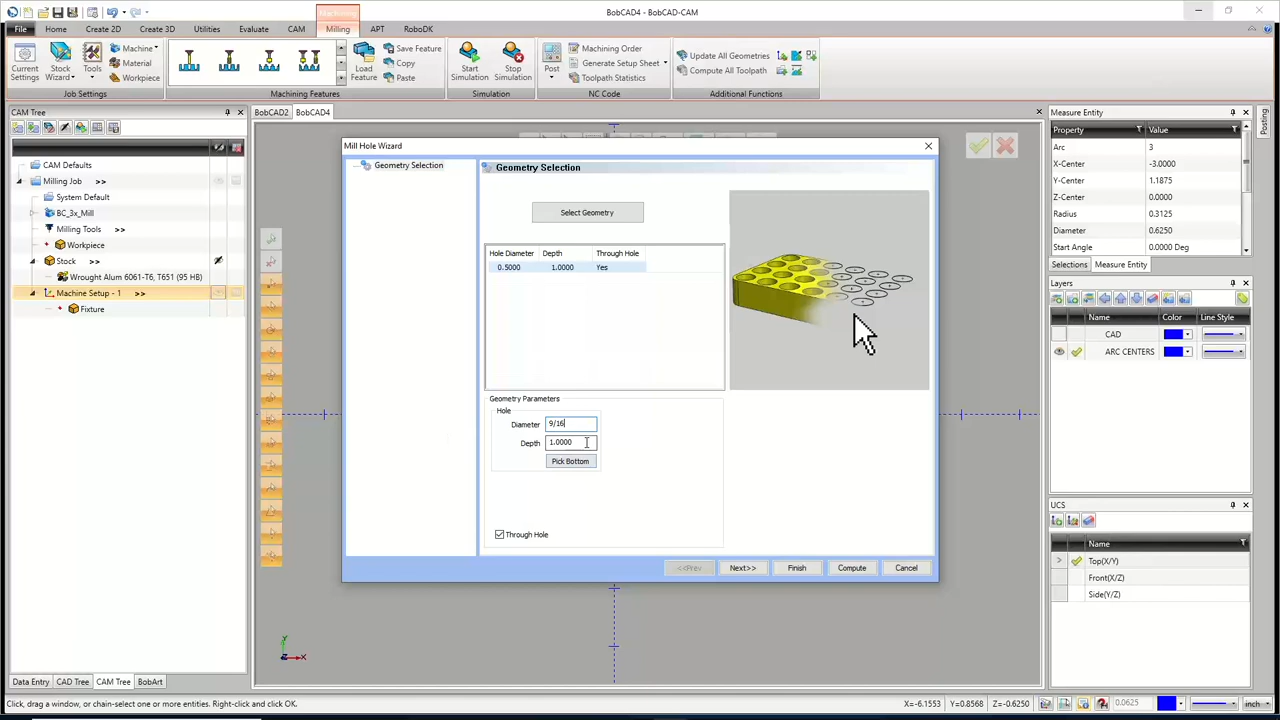 BobCAD4 - BobCAD-CAM
Machining
File
Home
Create 2D
Create 3D
Utilities
Evaluate
CAM
Milling
APT
RoboDK
Current Settings
Stock Wizard
Tools
Machine
Material
Workpiece
Job Settings
Load Feature
Save Feature
Copy
Paste
Machining Features
Start Simulation
Stop Simulation
Simulation
Post
Machining Order
Generate Setup Sheet
Toolpath Statistics
NC Code
Update All Geometries
Compute All Toolpath
Additional Functions
CAM Tree
CAM Defaults
Milling Job >>
System Default
BC_3x_Mill
Milling Tools >>
Workpiece
Stock
Wrought Alum 6061-T6, T651 (95 HB)
Machine Setup - 1 >>
Fixture
Data Entry
CAD Tree
CAM Tree
BobArt
BobCAD2
BobCAD4
Mill Hole Wizard
Geometry Selection
Geometry Selection
Select Geometry
Hole Diameter Depth Through Hole
0.5000 1.0000 Yes
Geometry Parameters
Hole
Diameter 9/16
Depth 1.0000
Pick Bottom
Through Hole
<<Prev
Next>>
Finish
Compute
Cancel
Y
X
Z
Measure Entity
Property Value
Arc 3
X-Center -3.0000
Y-Center 1.1875
Z-Center 0.0000
Radius 0.3125
Diameter 0.6250
Start Angle 0.0000 Deg
Selections
Measure Entity
Posting
Layers
Name Color Line Style
CAD
ARC CENTERS
UCS
Name
Top(X/Y)
Front(X/Z)
Side(Y/Z)
Click, drag a window, or chain-select one or more entities. Right-click and click OK.
X=-6.1553 Y=0.8568 Z=-0.6250
0.0625
inch